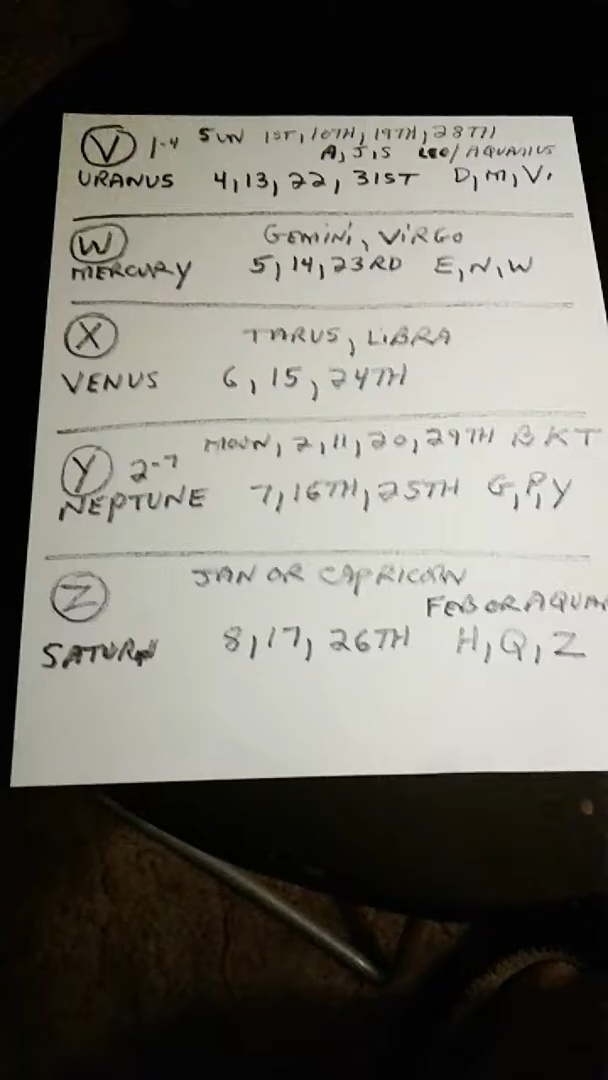 V 1-4 SUN 1ST, 10TH, 19TH, 28TH
A, J, S LEO/AQUARIUS
URANUS 4, 13, 22, 31ST D, M, V.
W GEMINI, VIRGO
MERCURY 5, 14, 23RD E, N, W
X TARUS, LIBRA
VENUS 6, 15, 24TH
MOON, 2, 11, 20, 29TH B K T
Y 2-7
NEPTUNE 7, 16TH, 25TH G, P, Y
Z JAN OR CAPRICORN
FEB OR AQUA
SATURN 8, 17, 26TH H, Q, Z